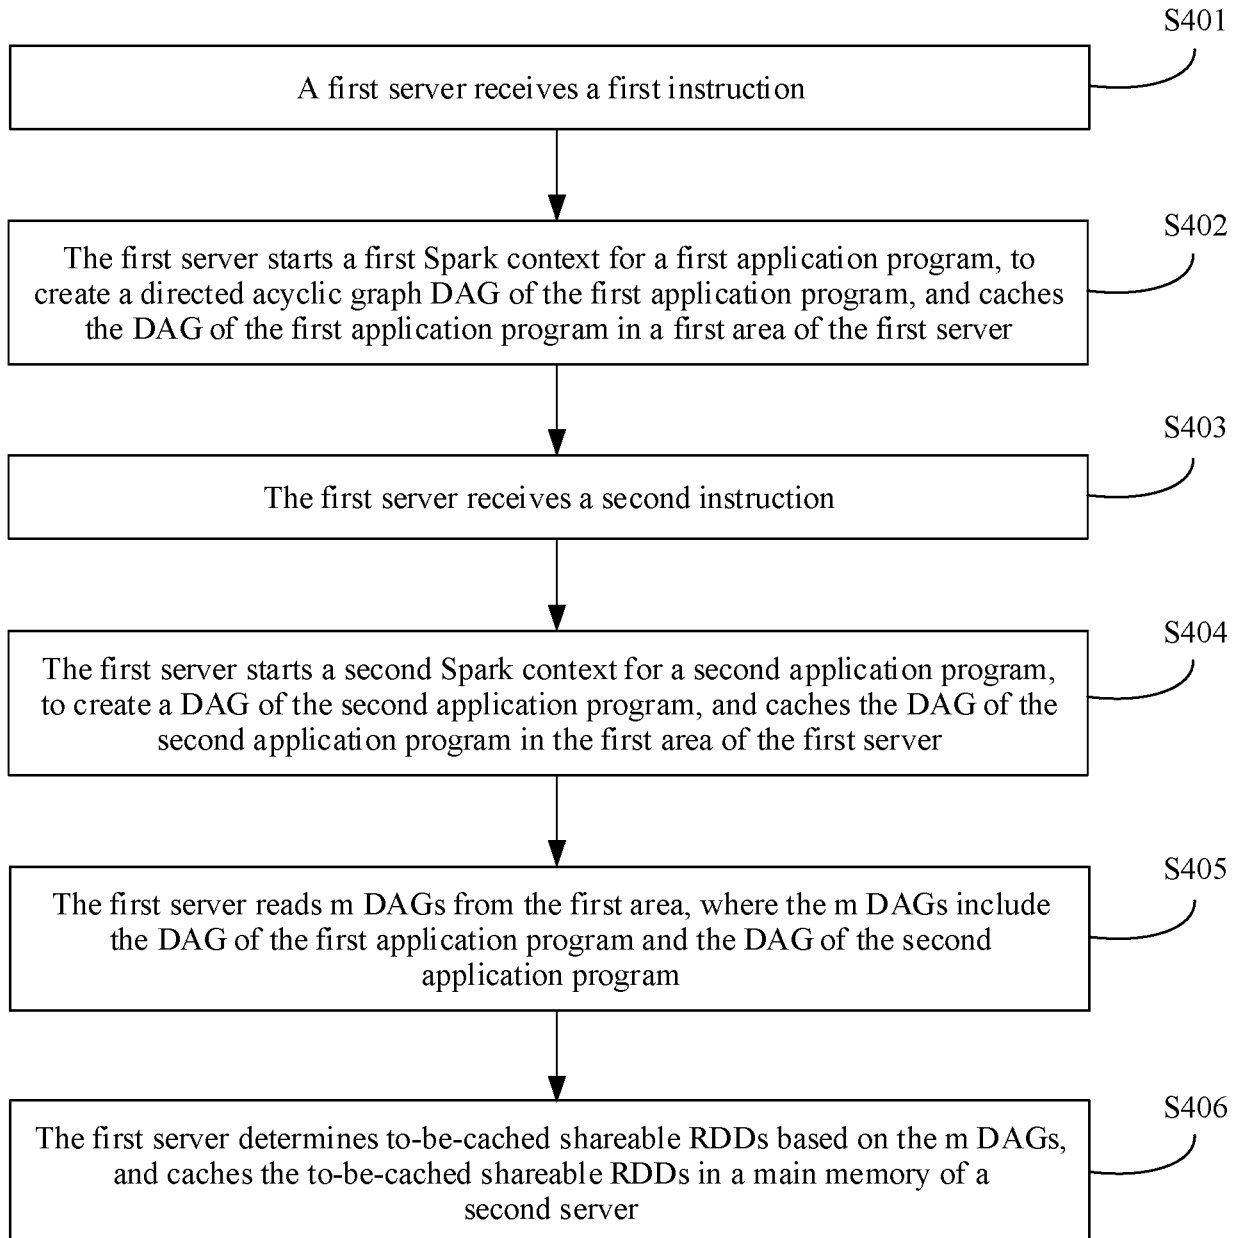 S401
A first server receives a first instruction
S402
The first server starts a first Spark context for a first application program, to
create a directed acyclic graph DAG of the first application program, and caches
the DAG of the first application program in a first area of the first server
S403
The first server receives a second instruction
S404
The first server starts a second Spark context for a second application program,
to create a DAG of the second application program, and caches the DAG of the
second application program in the first area of the first server
S405
The first server reads m DAGs from the first area, where the m DAGs include
the DAG of the first application program and the DAG of the second
application program
S406
The first server determines to-be-cached shareable RDDs based on the m DAGs,
and caches the to-be-cached shareable RDDs in a main memory of a
second server